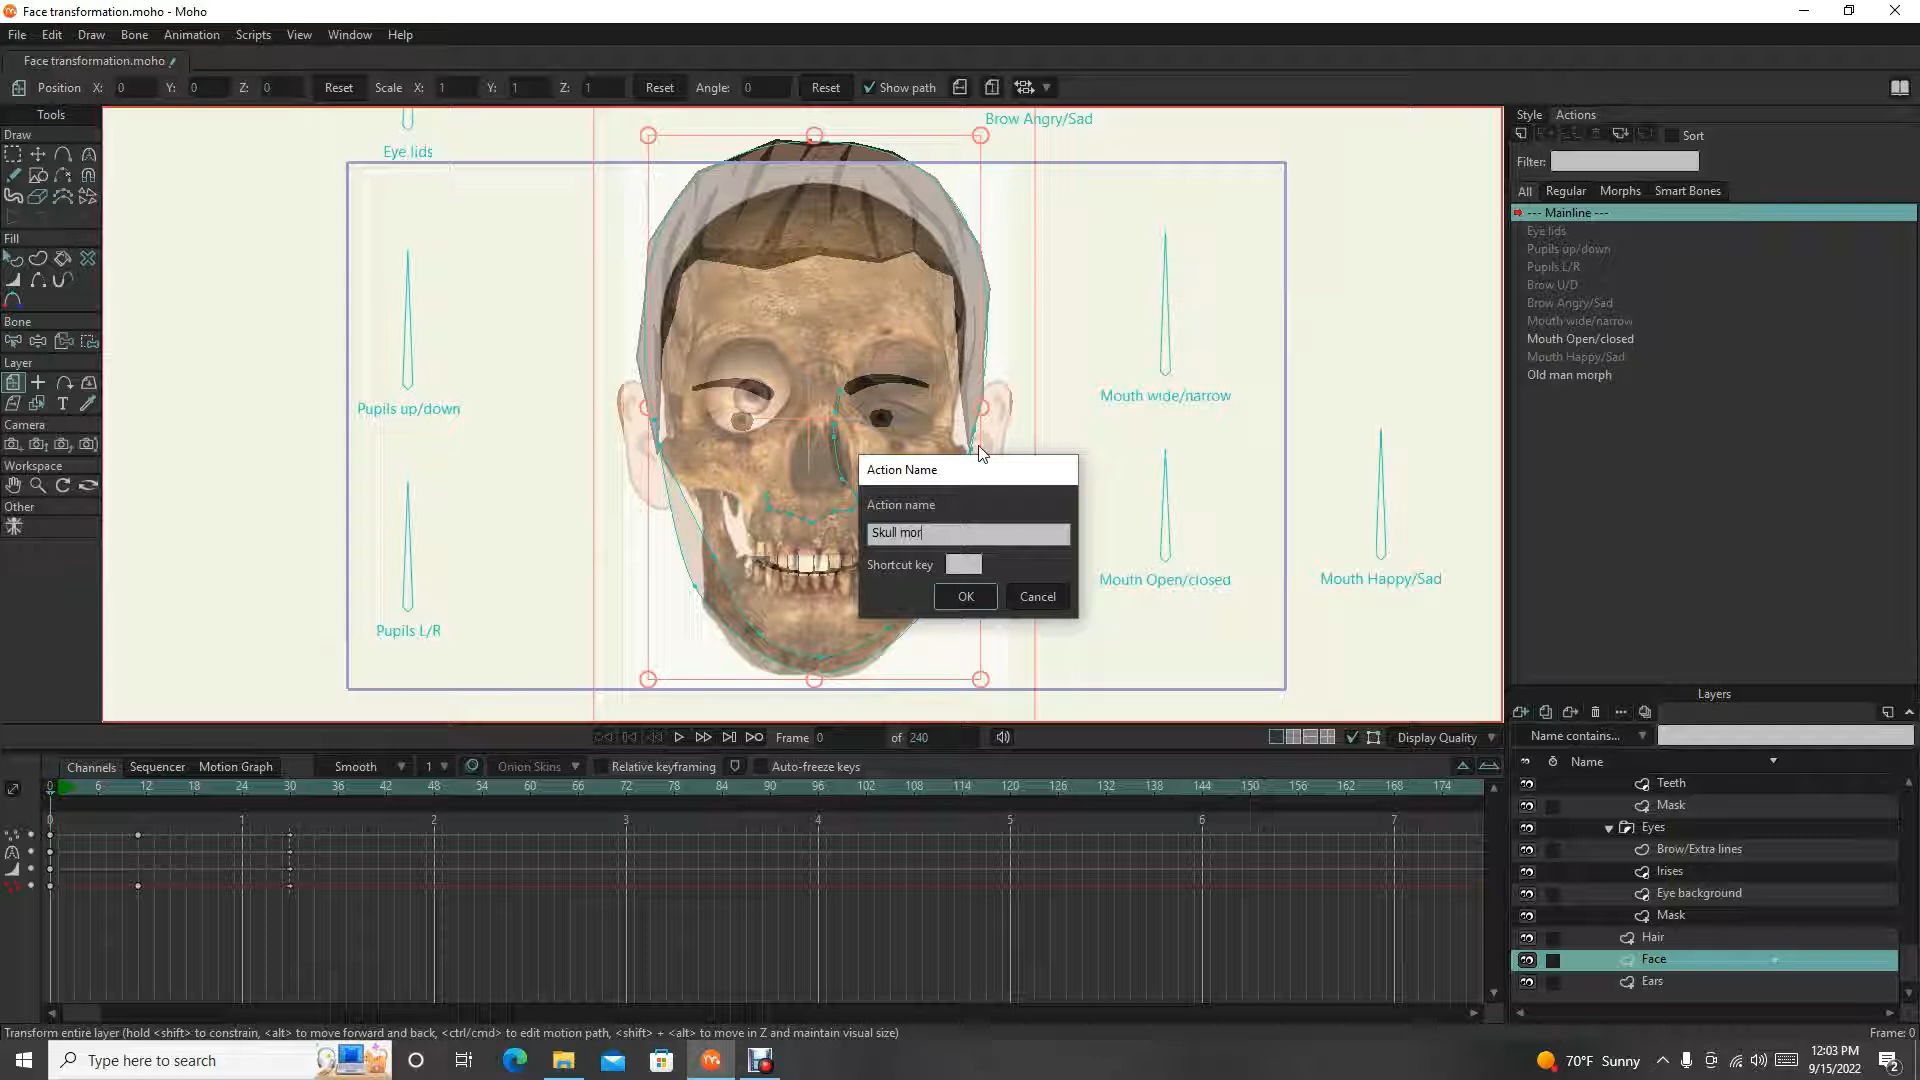 Face transformation.moho - Moho
File Edit Draw Bone Animation Scripts View Window Help
Face transformation.moho
Position X: 0 Y: 0 Z: 0 Reset Scale X: 1 Y: 1 Z: 1 Reset Angle: 0 Reset Show path
Tools
Draw
Fill
Bone
Layer
Camera
Workspace
Other
Brow Angry/Sad
Eye lids
Pupils up/down
Mouth wide/narrow
Pupils L/R
Mouth Open/closed
Mouth Happy/Sad
Action Name
Action name
Skull mor
Shortcut key
OK Cancel
Style Actions
Sort
Filter:
All Regular Morphs Smart Bones
--- Mainline ---
Eye lids
Pupils up/down
Pupils L/R
Brow U/D
Brow Angry/Sad
Mouth wide/narrow
Mouth Open/closed
Mouth Happy/Sad
Old man morph
Layers
Name contains...
Name
Teeth
Mask
Eyes
Brow/Extra lines
Irises
Eye background
Mask
Hair
Face
Ears
Frame 0 of 240 Display Quality
Channels Sequencer Motion Graph Smooth 1 Onion Skins Relative keyframing Auto-freeze keys
0 6 12 18 24 30 36 42 48 54 60 66 72 78 84 90 96 102 108 114 120 126 132 138 144 150 156 162 168 174
0 1 2 3 4 5 6 7
Transform entire layer (hold <shift> to constrain, <alt> to move forward and back, <ctrl/cmd> to edit motion path, <shift> + <alt> to move in Z and maintain visual size)
Frame: 0
Type here to search
70°F Sunny
12:03 PM
9/15/2022
2